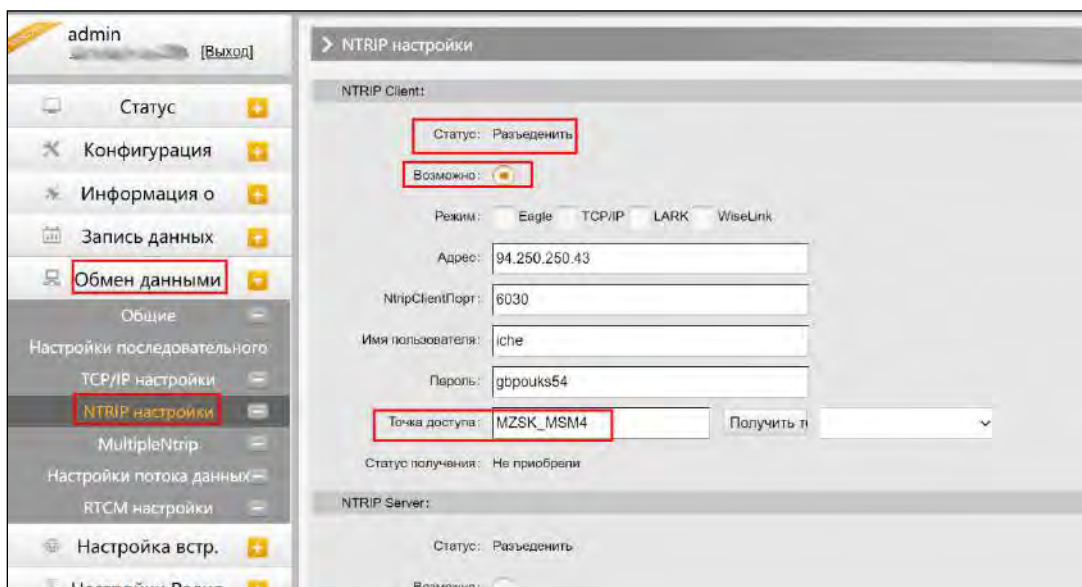 admin
[Выход]
Статус
Конфигурация
Информация о
Запись данных
Обмен данными
Общие
Настройки последовательного
TCP/IP настройки
NTRIP настройки
MultipleNtrip
Настройки потока данных
RTCM настройки
Настройка встр.
NTRIP настройки
NTRIP Client:
Статус: Разъеденить
Возможно:
Режим: Eagle TCP/IP LARK WiseLink
Адрес: 94.250.250.43
NtripClientПорт: 6030
Имя пользователя: iche
Пароль: gbpouks54
Точка доступа: MZSK_MSM4 Получить т
Статус получения: Не приобрели
NTRIP Server:
Статус: Разъеденить
Возможно: